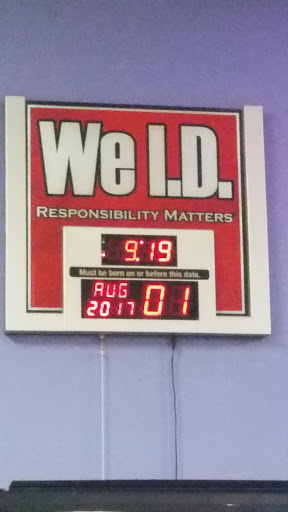 We I.D.
RESPONSIBILITY MATTERS
9:19
Must be born on or before this date.
AUG 01
2017